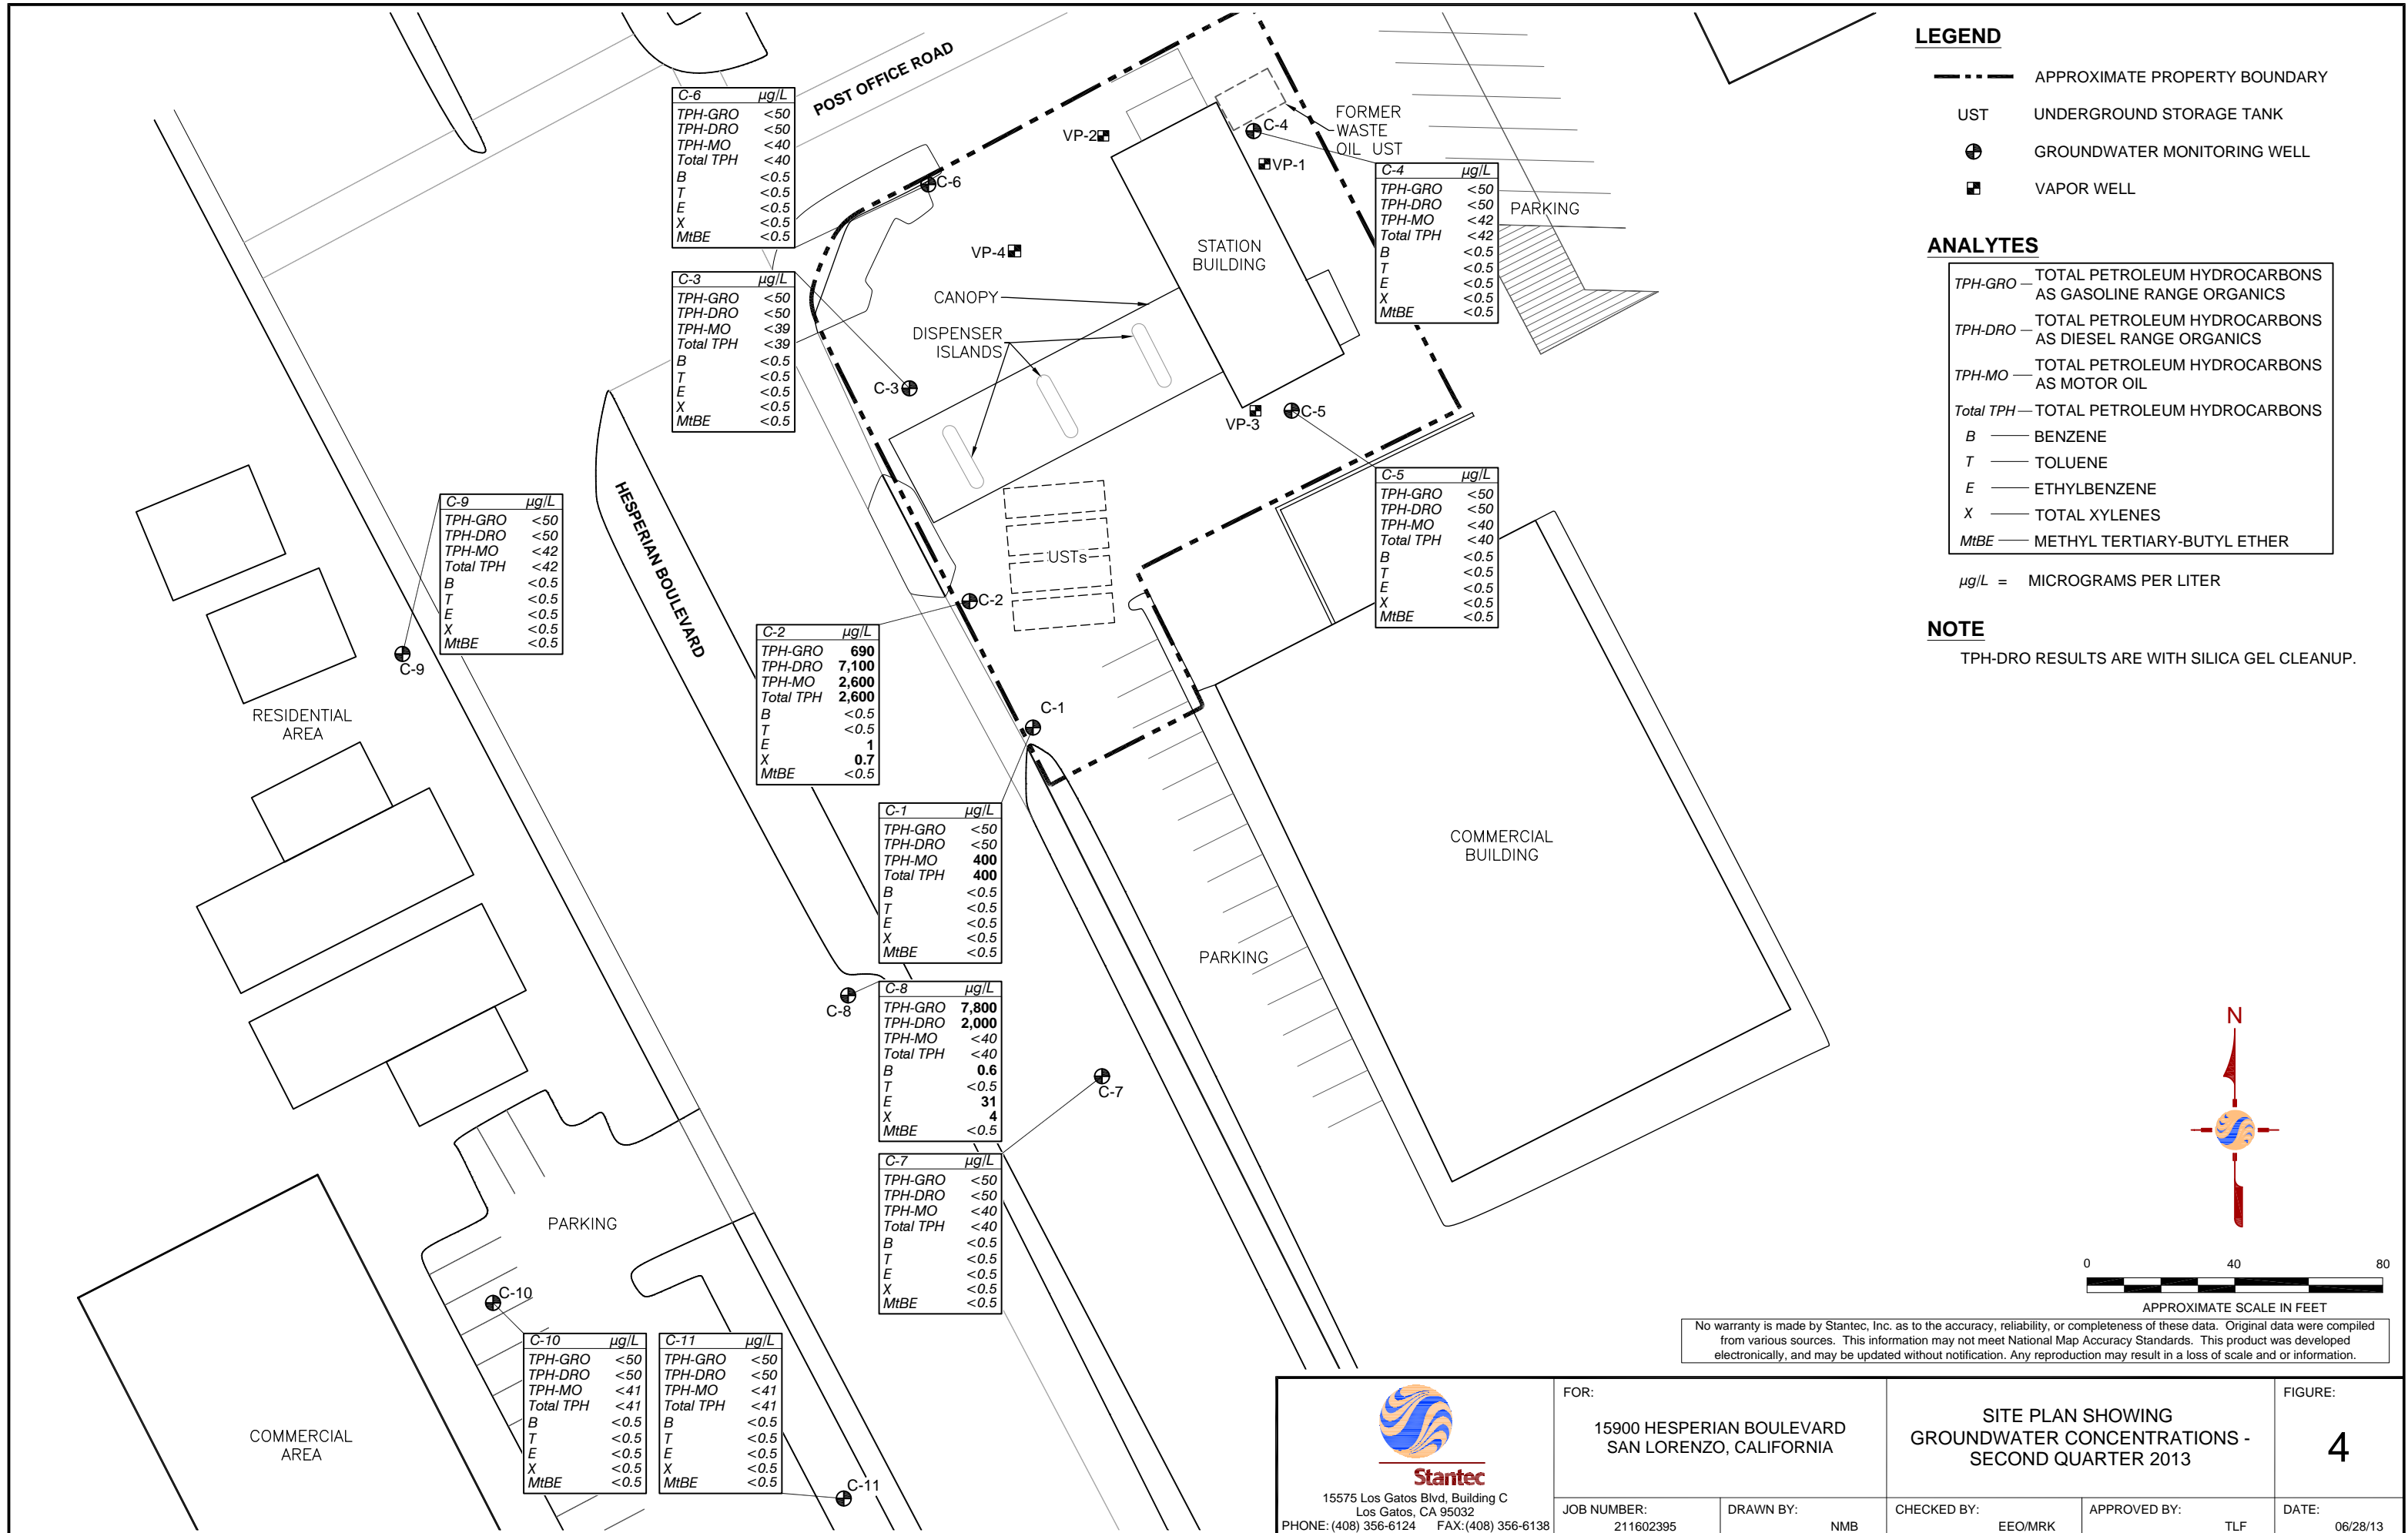 POST OFFICE ROAD
C-6 µg/L
TPH-GRO <50
TPH-DRO <50
TPH-MO <40
Total TPH <40
B <0.5
T <0.5
E <0.5
X <0.5
MtBE <0.5
C-3 µg/L
TPH-GRO <50
TPH-DRO <50
TPH-MO <39
Total TPH <39
B <0.5
T <0.5
E <0.5
X <0.5
MtBE <0.5
VP-2
C-6
VP-4
CANOPY
DISPENSER
ISLANDS
C-3
STATION
BUILDING
FORMER
WASTE
OIL UST
C-4
VP-1
C-4 µg/L
TPH-GRO <50
TPH-DRO <50
TPH-MO <42
Total TPH <42
B <0.5
T <0.5
E <0.5
X <0.5
MtBE <0.5
PARKING
VP-3
C-5
C-5 µg/L
TPH-GRO <50
TPH-DRO <50
TPH-MO <40
Total TPH <40
B <0.5
T <0.5
E <0.5
X <0.5
MtBE <0.5
HESPERIAN BOULEVARD
USTs
C-2
C-9 µg/L
TPH-GRO <50
TPH-DRO <50
TPH-MO <42
Total TPH <42
B <0.5
T <0.5
E <0.5
X <0.5
MtBE <0.5
C-9
RESIDENTIAL
AREA
C-2 µg/L
TPH-GRO 690
TPH-DRO 7,100
TPH-MO 2,600
Total TPH 2,600
B <0.5
T <0.5
E 1
X 0.7
MtBE <0.5
C-1
C-1 µg/L
TPH-GRO <50
TPH-DRO <50
TPH-MO 400
Total TPH 400
B <0.5
T <0.5
E <0.5
X <0.5
MtBE <0.5
COMMERCIAL
BUILDING
PARKING
C-8
C-8 µg/L
TPH-GRO 7,800
TPH-DRO 2,000
TPH-MO <40
Total TPH <40
B 0.6
T <0.5
E 31
X 4
MtBE <0.5
C-7
C-7 µg/L
TPH-GRO <50
TPH-DRO <50
TPH-MO <40
Total TPH <40
B <0.5
T <0.5
E <0.5
X <0.5
MtBE <0.5
PARKING
C-10
C-10 µg/L
TPH-GRO <50
TPH-DRO <50
TPH-MO <41
Total TPH <41
B <0.5
T <0.5
E <0.5
X <0.5
MtBE <0.5
C-11 µg/L
TPH-GRO <50
TPH-DRO <50
TPH-MO <41
Total TPH <41
B <0.5
T <0.5
E <0.5
X <0.5
MtBE <0.5
C-11
COMMERCIAL
AREA
LEGEND
APPROXIMATE PROPERTY BOUNDARY
UST UNDERGROUND STORAGE TANK
GROUNDWATER MONITORING WELL
VAPOR WELL
ANALYTES
TPH-GRO — TOTAL PETROLEUM HYDROCARBONS
AS GASOLINE RANGE ORGANICS
TPH-DRO — TOTAL PETROLEUM HYDROCARBONS
AS DIESEL RANGE ORGANICS
TPH-MO — TOTAL PETROLEUM HYDROCARBONS
AS MOTOR OIL
Total TPH — TOTAL PETROLEUM HYDROCARBONS
B — BENZENE
T — TOLUENE
E — ETHYLBENZENE
X — TOTAL XYLENES
MtBE — METHYL TERTIARY-BUTYL ETHER
µg/L = MICROGRAMS PER LITER
NOTE
TPH-DRO RESULTS ARE WITH SILICA GEL CLEANUP.
N
0 40 80
APPROXIMATE SCALE IN FEET
No warranty is made by Stantec, Inc. as to the accuracy, reliability, or completeness of these data. Original data were compiled
from various sources. This information may not meet National Map Accuracy Standards. This product was developed
electronically, and may be updated without notification. Any reproduction may result in a loss of scale and or information.
Stantec
15575 Los Gatos Blvd, Building C
Los Gatos, CA 95032
PHONE: (408) 356-6124 FAX:(408) 356-6138
FOR:
15900 HESPERIAN BOULEVARD
SAN LORENZO, CALIFORNIA
SITE PLAN SHOWING
GROUNDWATER CONCENTRATIONS -
SECOND QUARTER 2013
FIGURE:
4
JOB NUMBER:
211602395
DRAWN BY:
NMB
CHECKED BY:
EEO/MRK
APPROVED BY:
TLF
DATE:
06/28/13